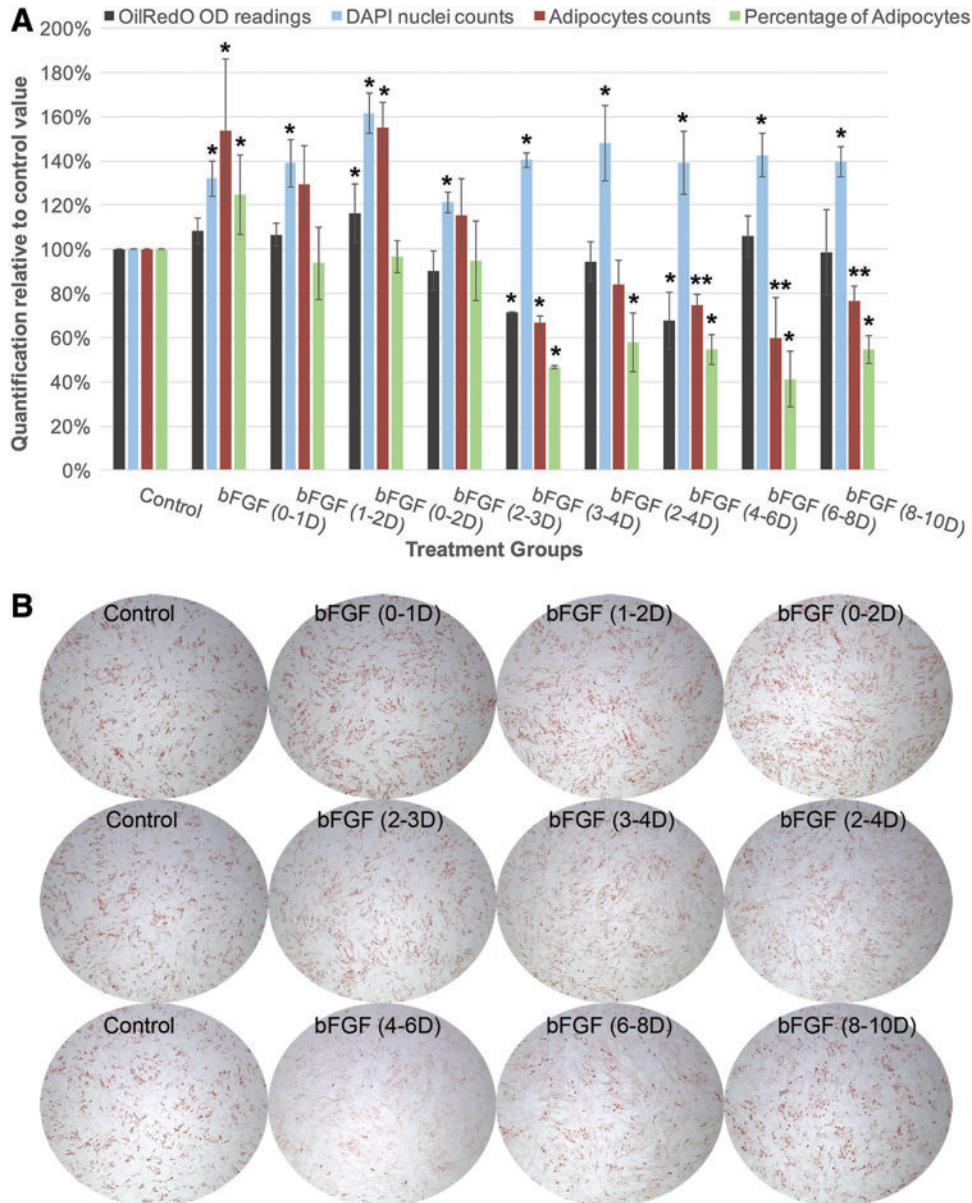 A
OilRedO OD readings DAPI nuclei counts Adipocytes counts Percentage of Adipocytes
Quantification relative to control value
200%
180%
160%
140%
120%
100%
80%
60%
40%
20%
0%
* * * * * * * * * * * * * * * * * ** * * ** * * ** *
Control bFGF (0-1D) bFGF (1-2D) bFGF (0-2D) bFGF (2-3D) bFGF (3-4D) bFGF (2-4D) bFGF (4-6D) bFGF (6-8D) bFGF (8-10D)
Treatment Groups
B
Control bFGF (0-1D) bFGF (1-2D) bFGF (0-2D)
Control bFGF (2-3D) bFGF (3-4D) bFGF (2-4D)
Control bFGF (4-6D) bFGF (6-8D) bFGF (8-10D)